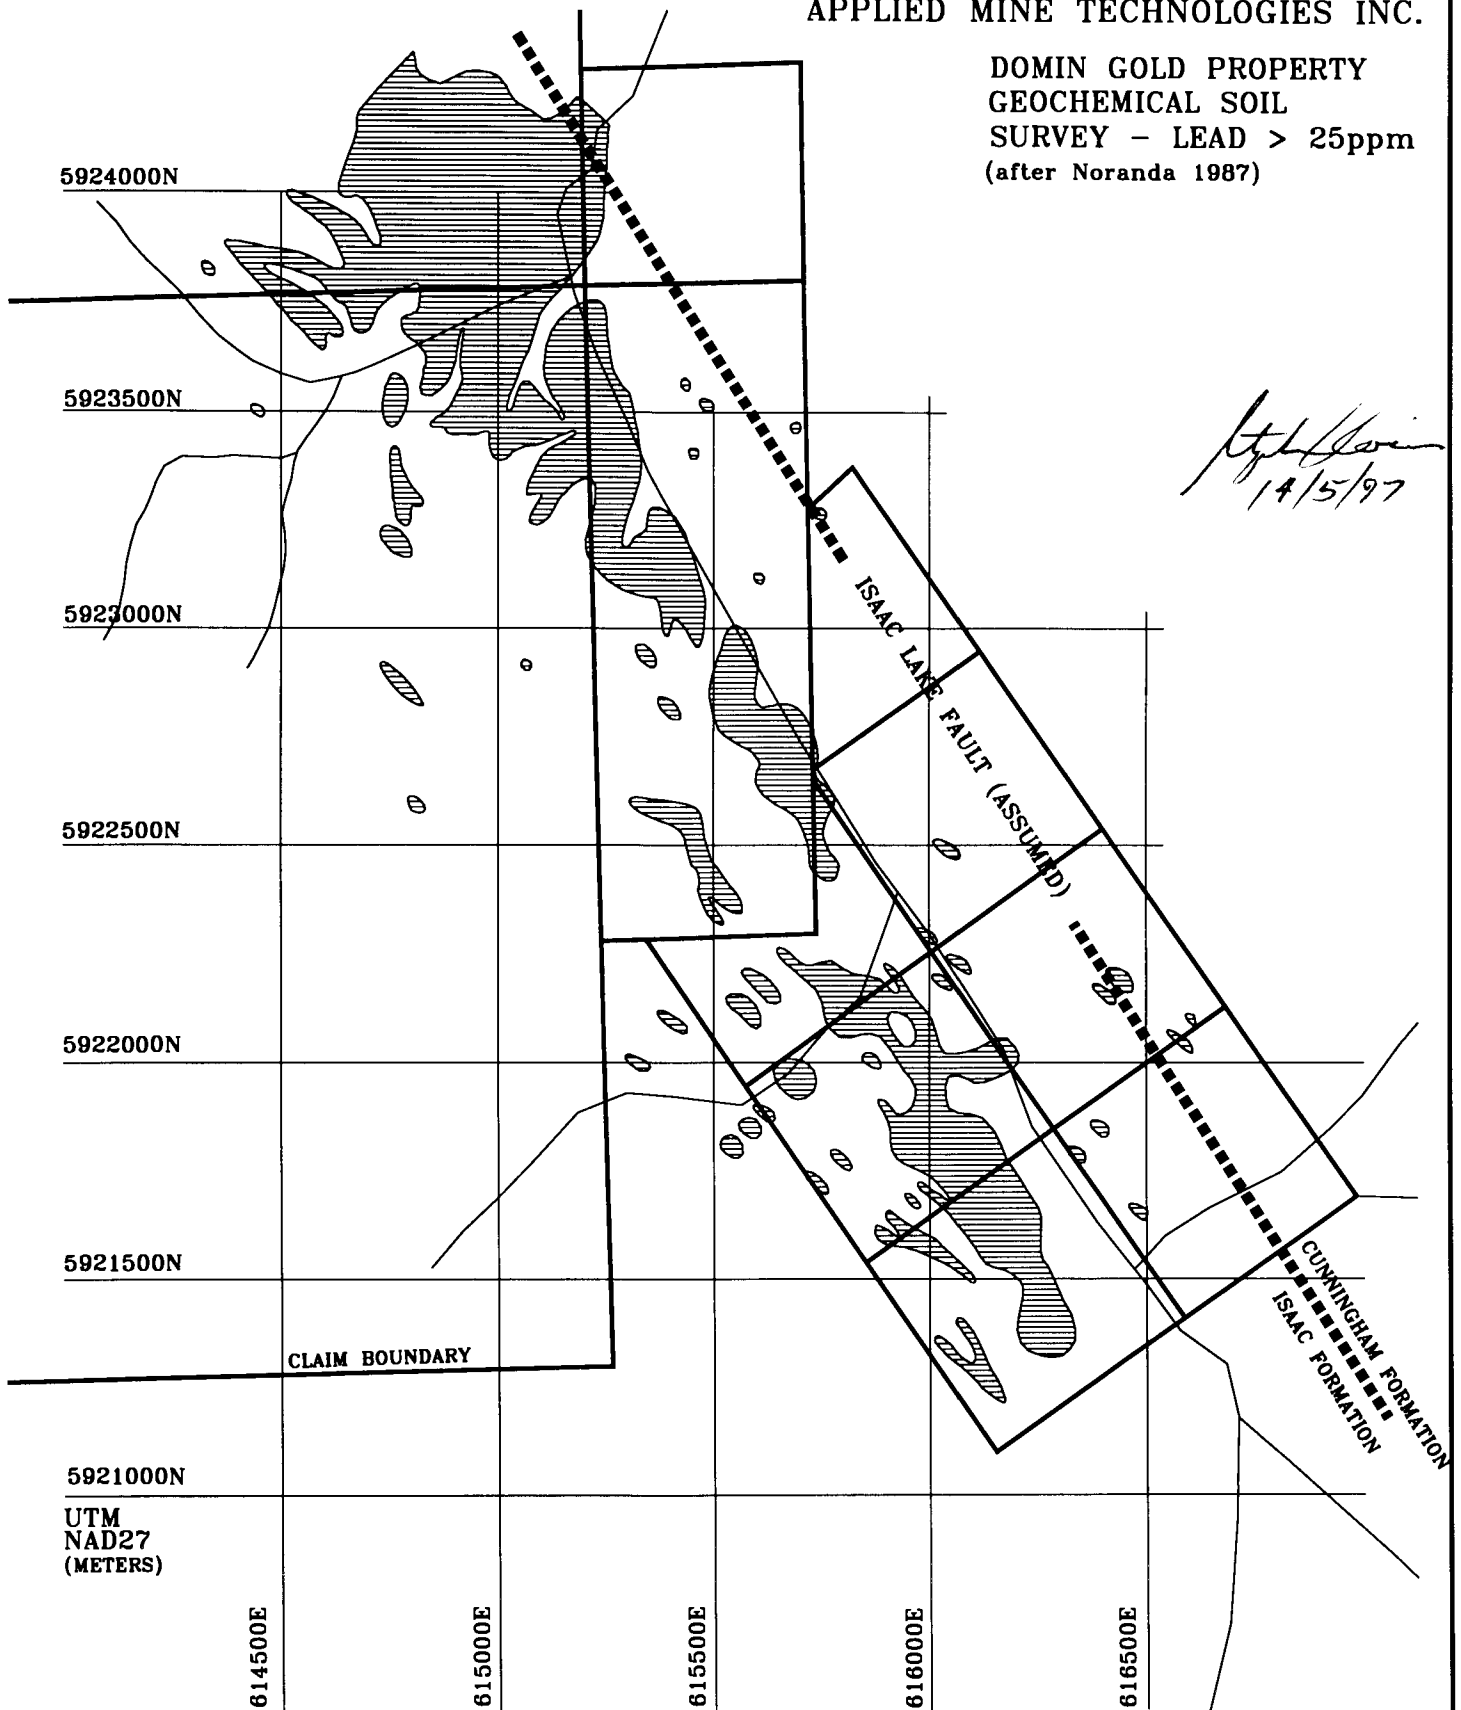 APPLIED MINE TECHNOLOGIES INC.
DOMIN GOLD PROPERTY
GEOCHEMICAL SOIL
SURVEY – LEAD > 25ppm
(after Noranda 1987)
5924000N
5923500N
14/5/97
ISAAC LAKE FAULT (ASSUMED)
5923000N
5922500N
5922000N
5921500N
CUNNINGHAM FORMATION
ISAAC FORMATION
CLAIM BOUNDARY
5921000N
UTM
NAD27
(METERS)
614500E
615000E
615500E
616000E
616500E